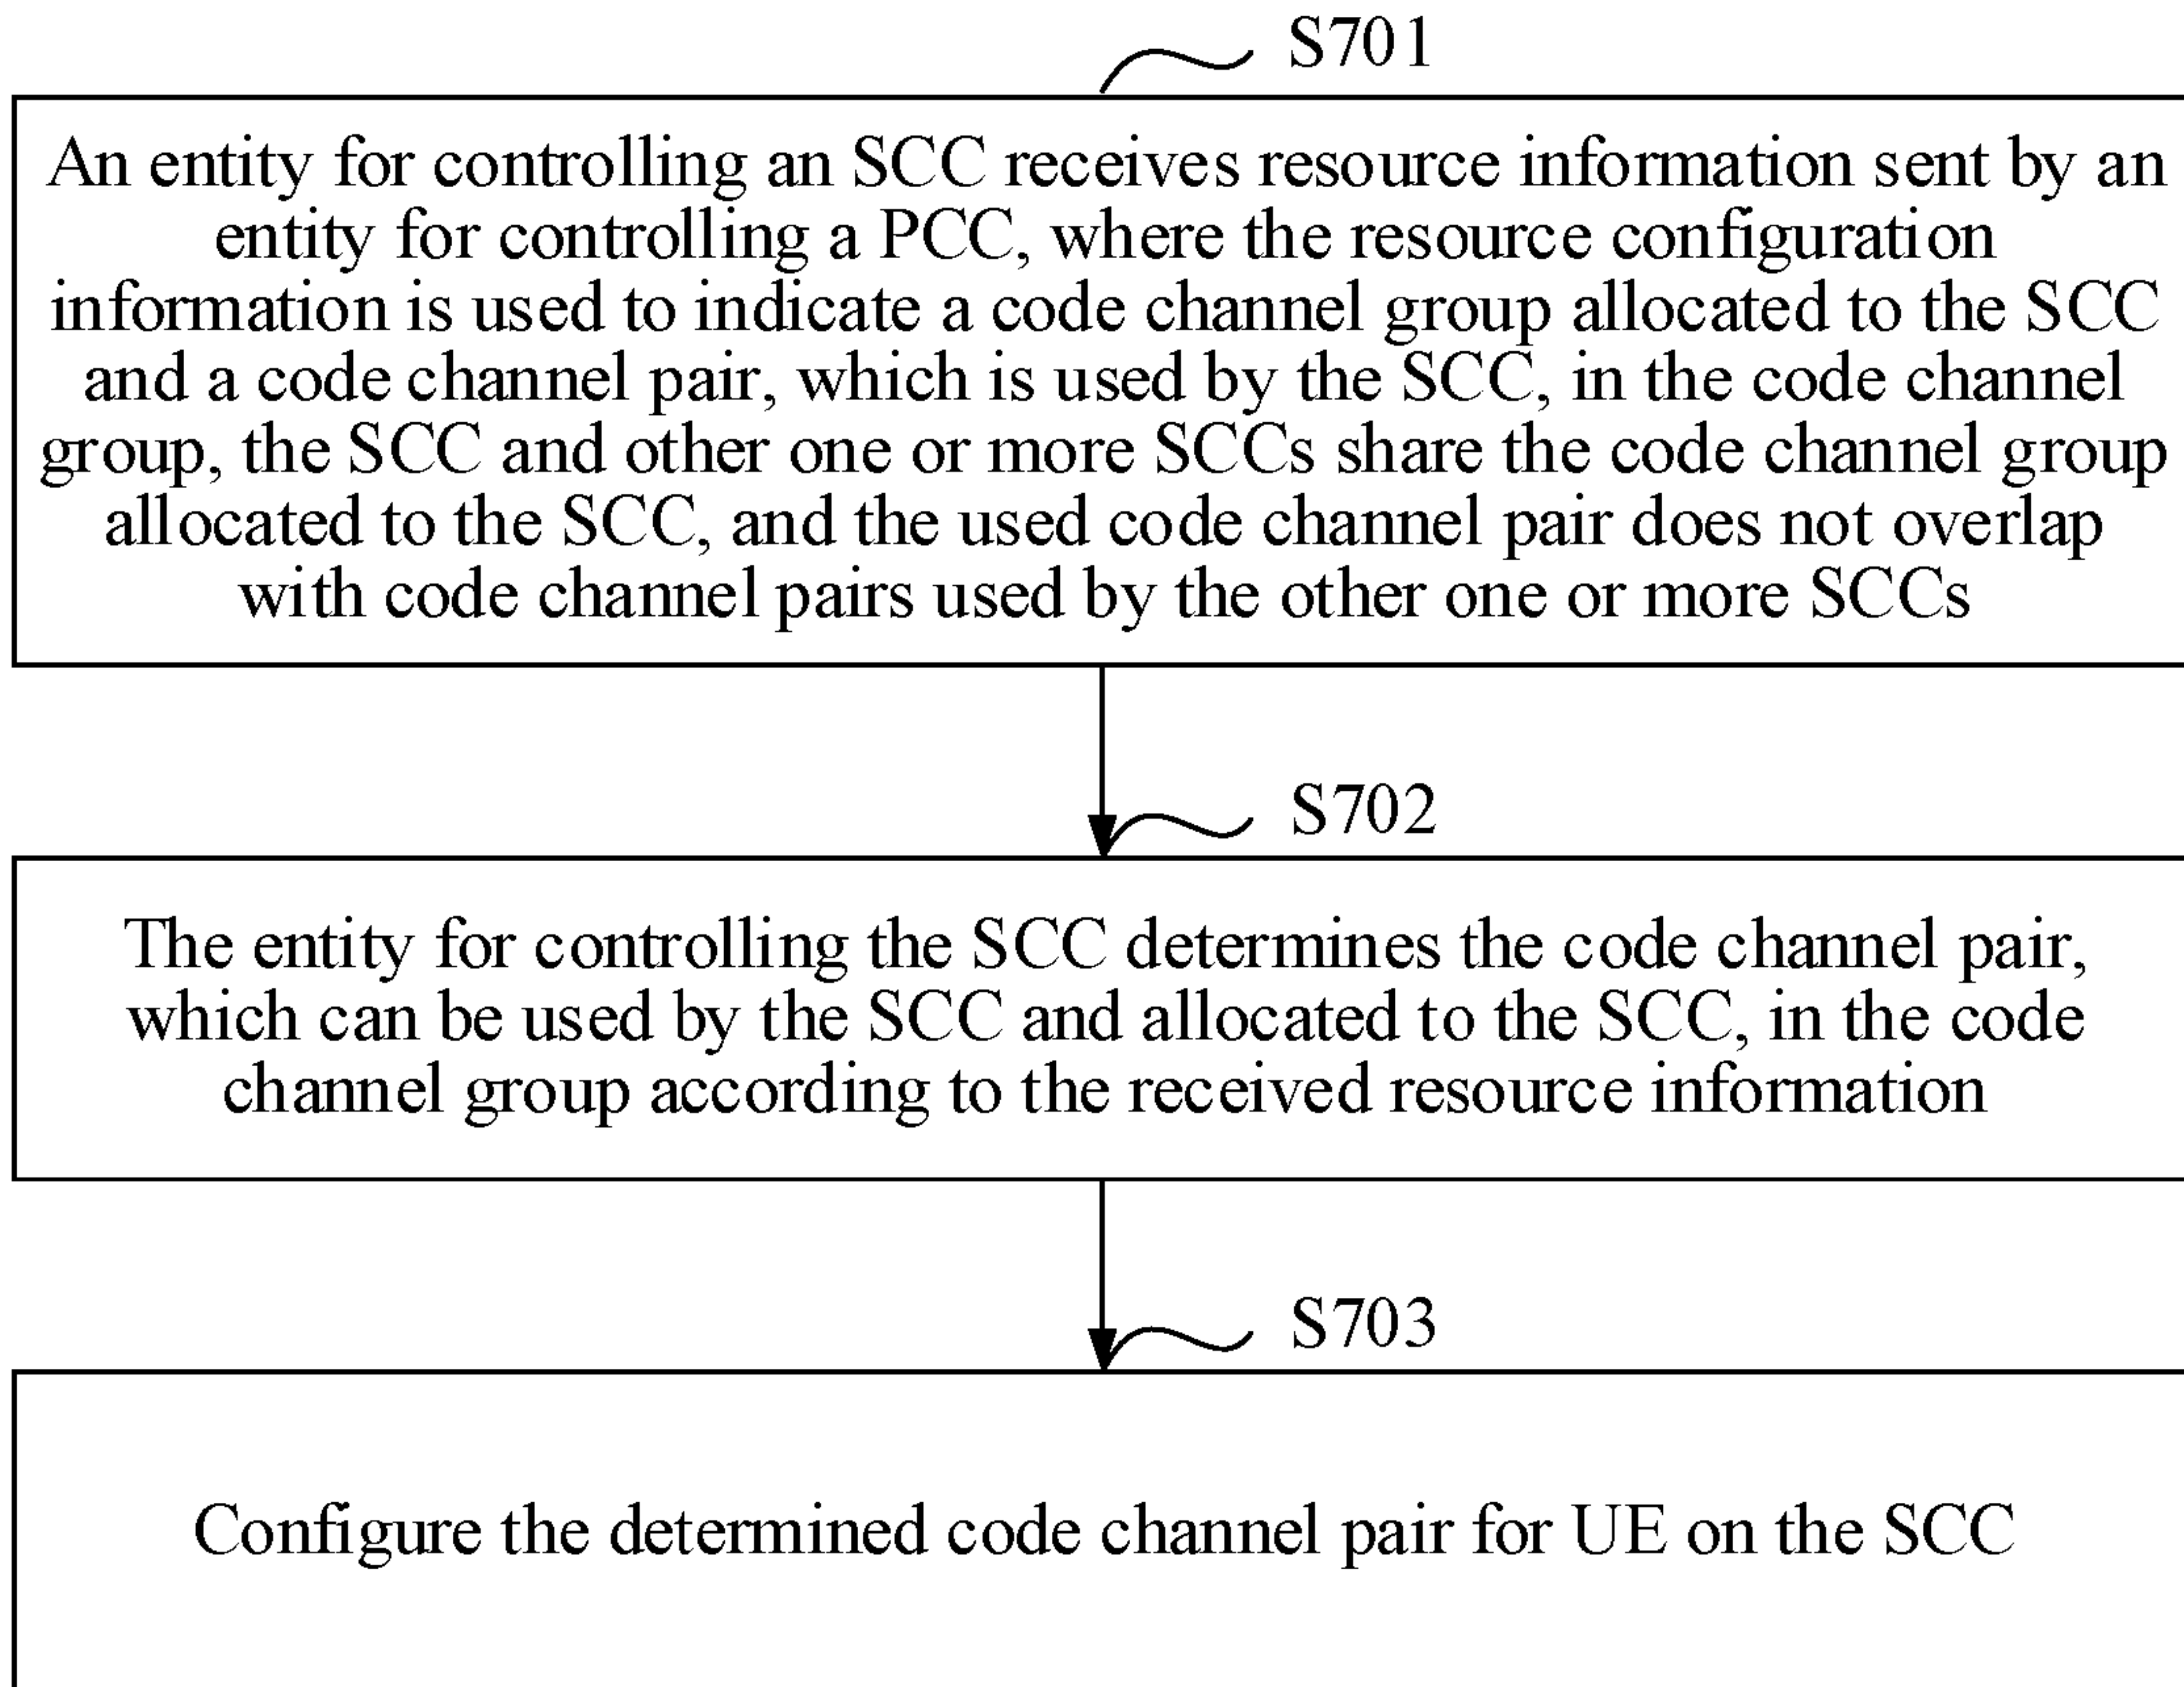 S701
An entity for controlling an SCC receives resource information sent by an
entity for controlling a PCC, where the resource configuration
information is used to indicate a code channel group allocated to the SCC
and a code channel pair, which is used by the SCC, in the code channel
group, the SCC and other one or more SCCs share the code channel group
allocated to the SCC, and the used code channel pair does not overlap
with code channel pairs used by the other one or more SCCs
S702
The entity for controlling the SCC determines the code channel pair,
which can be used by the SCC and allocated to the SCC, in the code
channel group according to the received resource information
S703
Configure the determined code channel pair for UE on the SCC